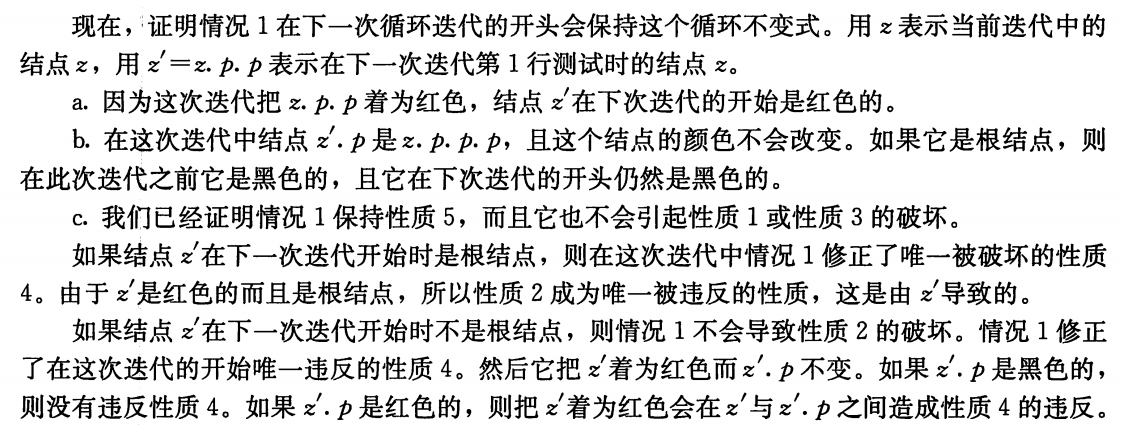 现在，证明情况 1 在下一次循环迭代的开头会保持这个循环不变式。用 z 表示当前迭代中的
结点 z，用 z′＝z. p. p 表示在下一次迭代第 1 行测试时的结点 z。
a. 因为这次迭代把 z. p. p 着为红色，结点 z′在下次迭代的开始是红色的。
b. 在这次迭代中结点 z′. p 是 z. p. p. p，且这个结点的颜色不会改变。如果它是根结点，则
在此次迭代之前它是黑色的，且它在下次迭代的开头仍然是黑色的。
c. 我们已经证明情况 1 保持性质 5，而且它也不会引起性质 1 或性质 3 的破坏。
如果结点 z′在下一次迭代开始时是根结点，则在这次迭代中情况 1 修正了唯一被破坏的性质
4。由于 z′是红色的而且是根结点，所以性质 2 成为唯一被违反的性质，这是由 z′导致的。
如果结点 z′在下一次迭代开始时不是根结点，则情况 1 不会导致性质 2 的破坏。情况 1 修正
了在这次迭代的开始唯一违反的性质 4。然后它把 z′着为红色而 z′. p 不变。如果 z′. p 是黑色的，
则没有违反性质 4。如果 z′. p 是红色的，则把 z′着为红色会在 z′与 z′. p 之间造成性质 4 的违反。